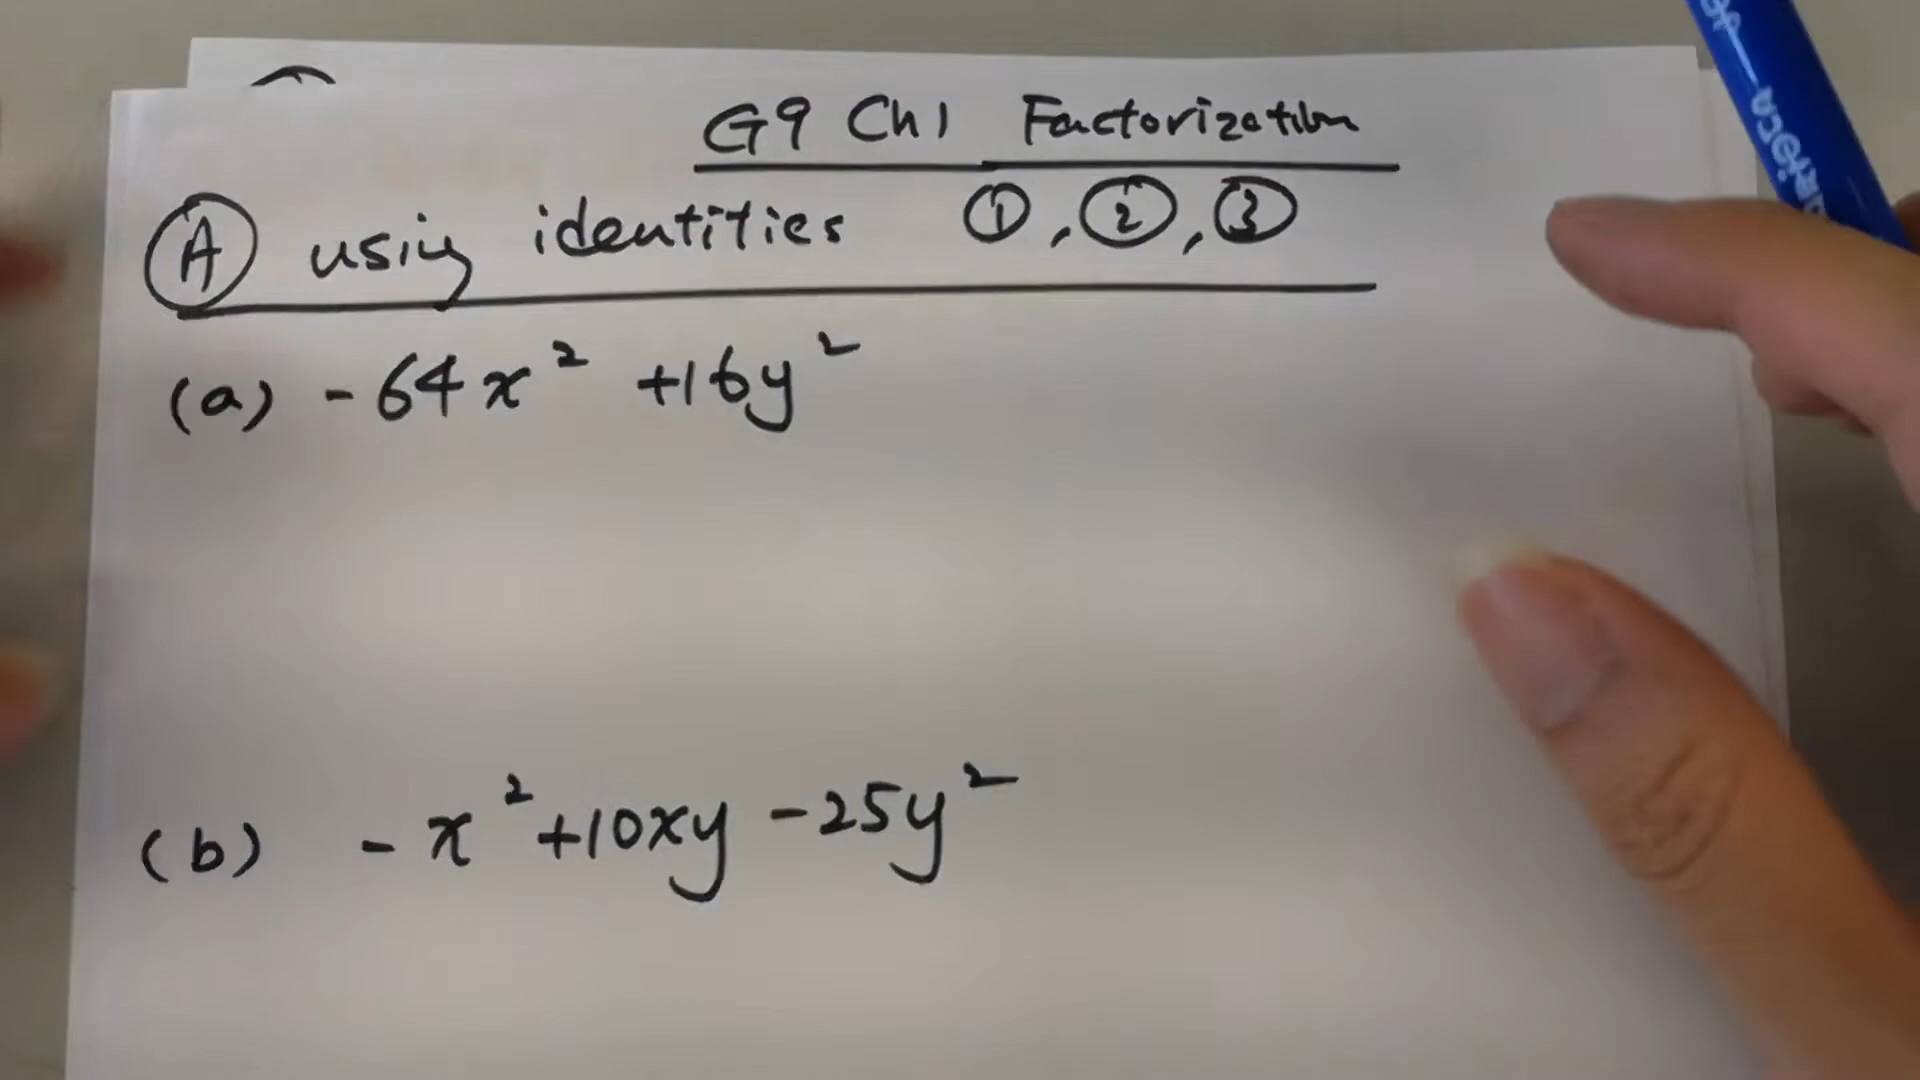 G9 Ch1 Factorization
Ⓐ using identities ①, ②, ③
(a) -64x² +16y²
(b) -x² +10xy -25y²